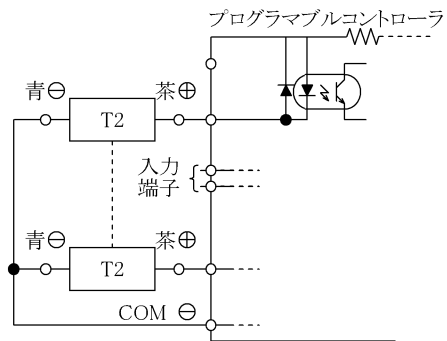 プログラマブルコントローラ
青⊖ 茶⊕
T2
入力
端子
青⊖ 茶⊕
T2
COM ⊖